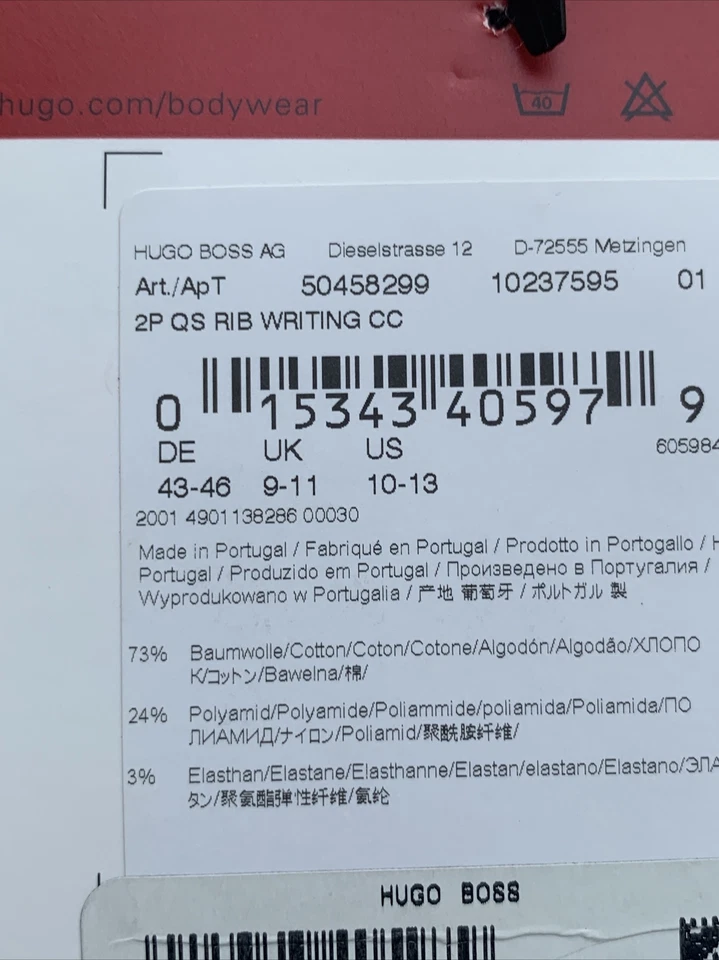 hugo.com/bodywear
40
HUGO BOSS AG Dieselstrasse 12 D-72555 Metzingen
Art./ApT 50458299 10237595 01
2P QS RIB WRITING CC
0 15343 40597 9
DE UK US 605984
43-46 9-11 10-13
2001 4901138286 00030
Made in Portugal / Fabriqué en Portugal / Prodotto in Portogallo / H
Portugal / Produzido em Portugal / Произведено в Португалия /
Wyprodukowano w Portugalia / 产地 葡萄牙 / ポルトガル 製
73% Baumwolle/Cotton/Coton/Cotone/Algodón/Algodão/ХЛОПО
К/コットン/Bawełna/棉/
24% Polyamid/Polyamide/Poliammide/poliamida/Poliamida/ПО
ЛИАМИД/ナイロン/Poliamid/聚酰胺纤维/
3% Elasthan/Elastane/Elasthanne/Elastan/elastano/Elastano/ЭЛА
タン/聚氨酯弹性纤维/氨纶
HUGO BOSS